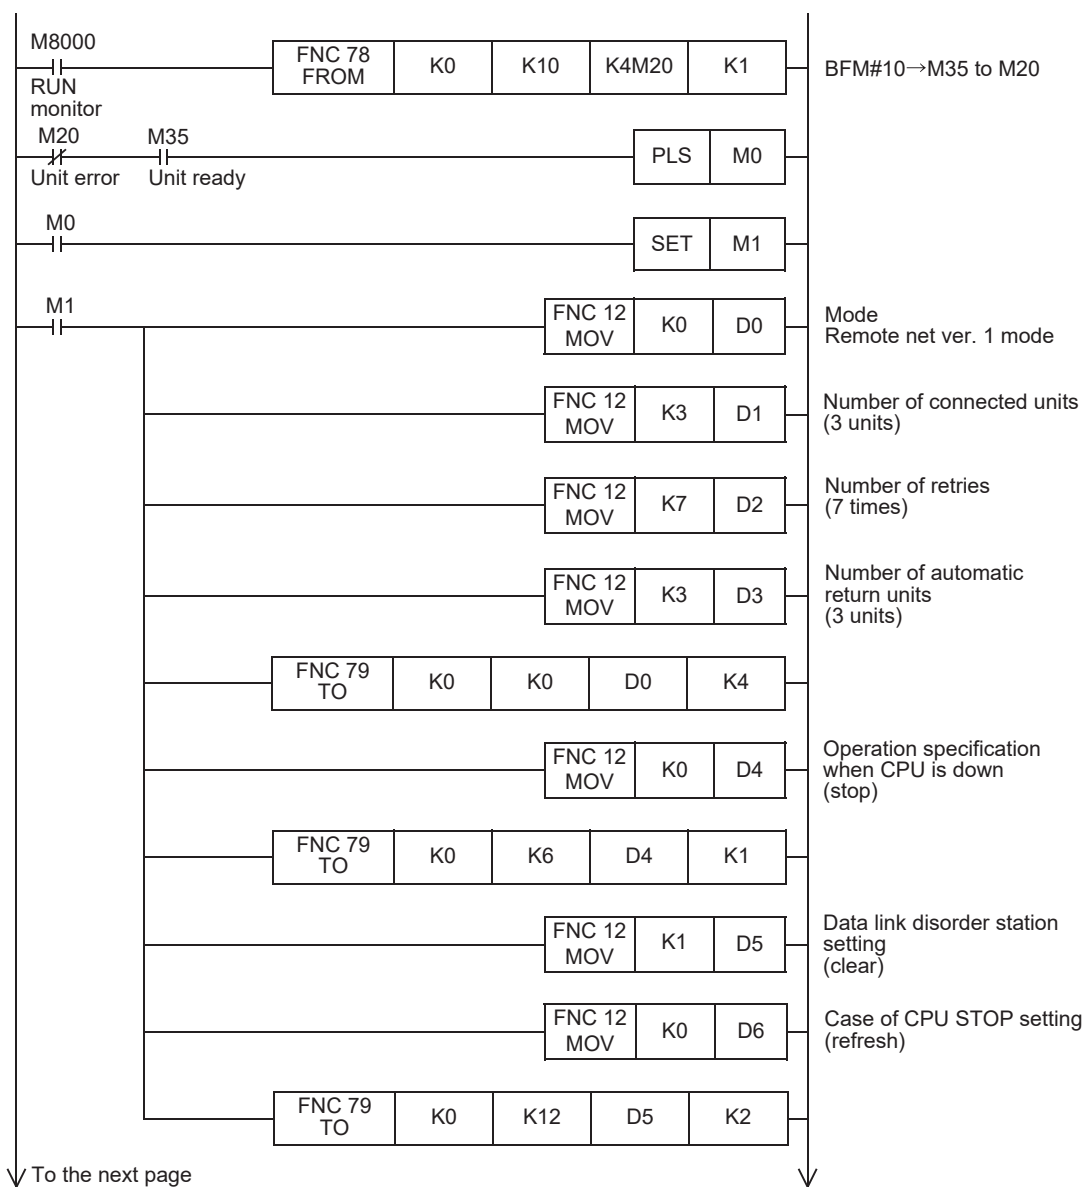 M8000
RUN
monitor
FNC 78
FROM
K0
K10
K4M20
K1
BFM#10→M35 to M20
M20
Unit error
M35
Unit ready
PLS
M0
M0
SET
M1
M1
FNC 12
MOV
K0
D0
Mode
Remote net ver. 1 mode
FNC 12
MOV
K3
D1
Number of connected units
(3 units)
FNC 12
MOV
K7
D2
Number of retries
(7 times)
FNC 12
MOV
K3
D3
Number of automatic
return units
(3 units)
FNC 79
TO
K0
K0
D0
K4
FNC 12
MOV
K0
D4
Operation specification
when CPU is down
(stop)
FNC 79
TO
K0
K6
D4
K1
FNC 12
MOV
K1
D5
Data link disorder station
setting
(clear)
FNC 12
MOV
K0
D6
Case of CPU STOP setting
(refresh)
FNC 79
TO
K0
K12
D5
K2
To the next page